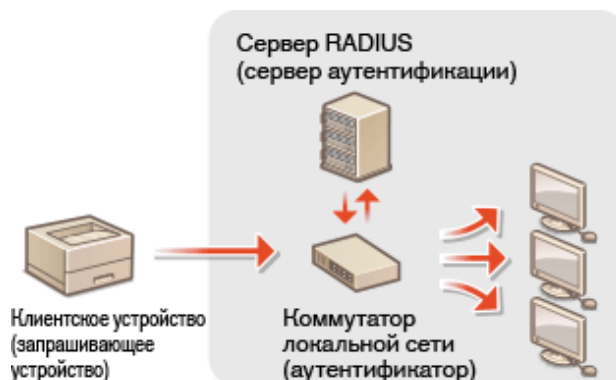 Сервер RADIUS
(сервер аутентификации)
Клиентское устройство
(запрашивающее
устройство)
Коммутатор
локальной сети
(аутентификатор)